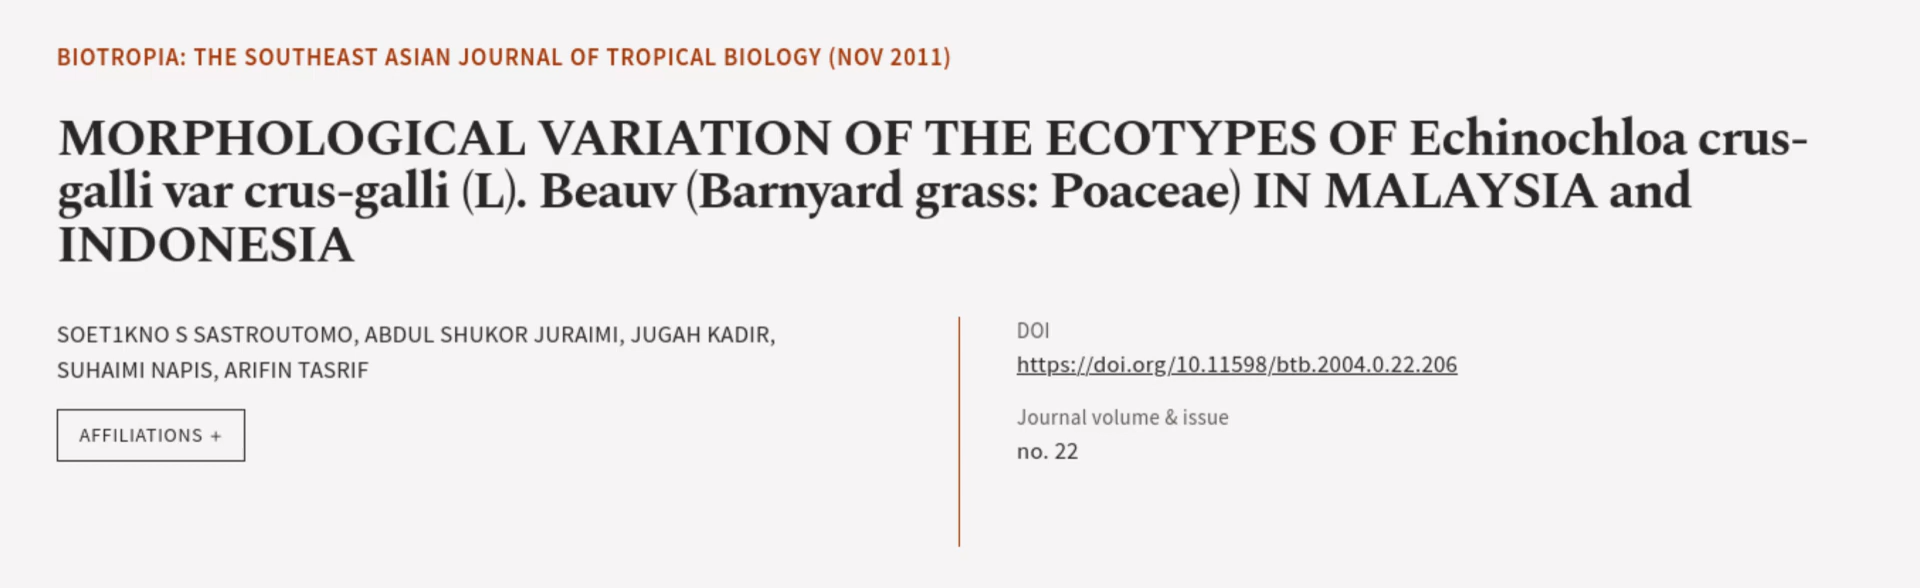 BIOTROPIA: THE SOUTHEAST ASIAN JOURNAL OF TROPICAL BIOLOGY (NOV 2011)
MORPHOLOGICAL VARIATION OF THE ECOTYPES OF Echinochloa crus-
galli var crus-galli (L). Beauv (Barnyard grass: Poaceae) IN MALAYSIA and
INDONESIA
SOET1KNO S SASTROUTOMO, ABDUL SHUKOR JURAIMI, JUGAH KADIR,
SUHAIMI NAPIS, ARIFIN TASRIF
AFFILIATIONS +
DOI
https://doi.org/10.11598/btb.2004.0.22.206
Journal volume & issue
no. 22